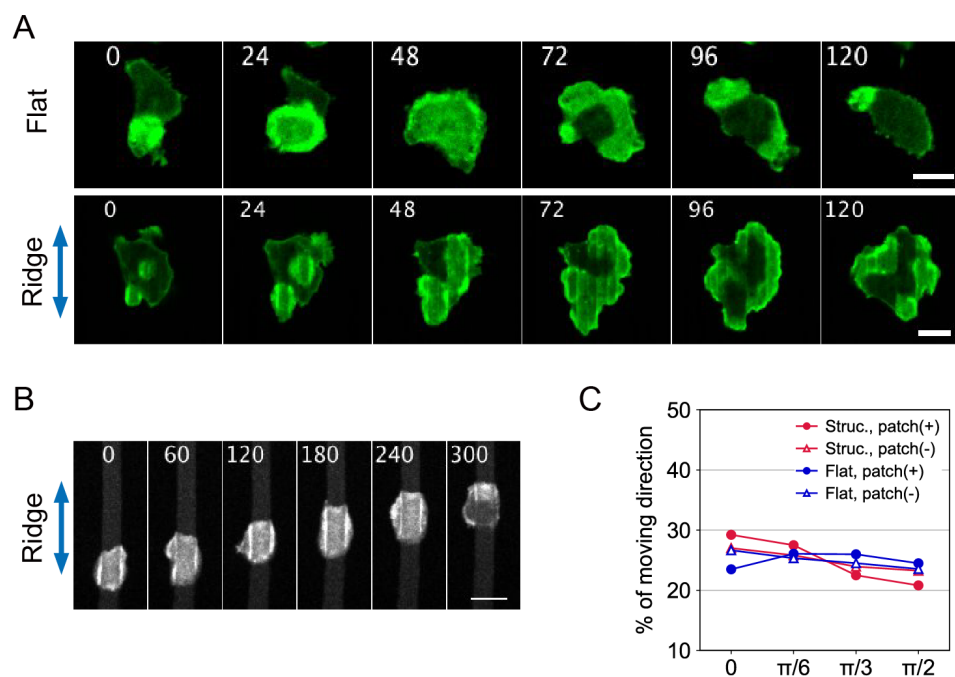 A
Flat
0 24 48 72 96 120
Ridge
0 24 48 72 96 120
B
Ridge
0 60 120 180 240 300
C
% of moving direction
50
40
30
20
10
Struc., patch(+)
Struc., patch(-)
Flat, patch(+)
Flat, patch(-)
0 π/6 π/3 π/2